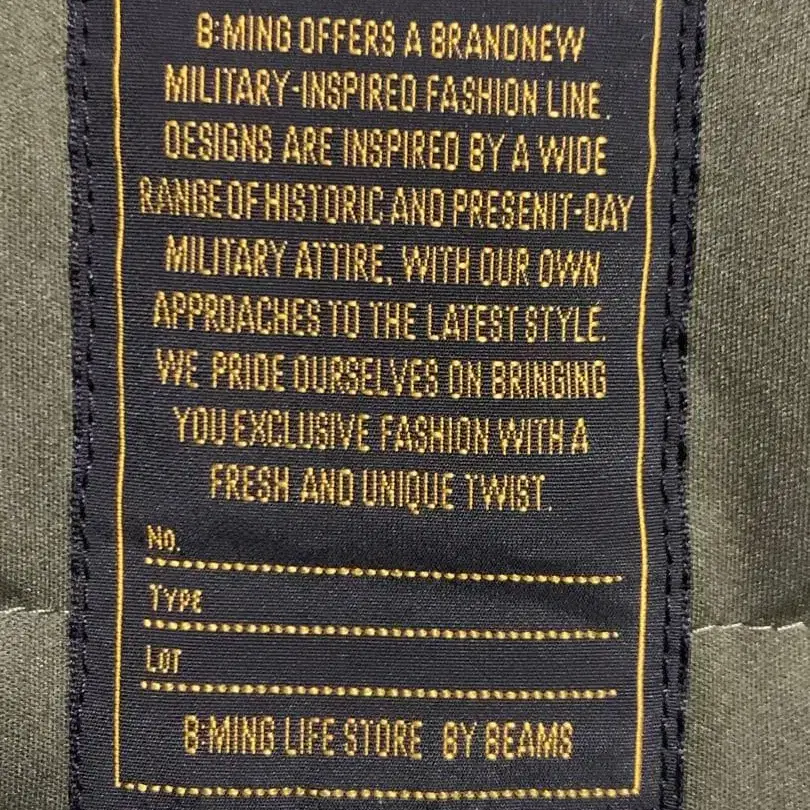 B:MING OFFERS A BRANDNEW
MILITARY-INSPIRED FASHION LINE.
DESIGNS ARE INSPIRED BY A WIDE
RANGE OF HISTORIC AND PRESENIT-DAY
MILITARY ATTIRE, WITH OUR OWN
APPROACHES TO THE LATEST STYLE.
WE PRIDE OURSELVES ON BRINGING
YOU EXCLUSIVE FASHION WITH A
FRESH AND UNIQUE TWIST.
No.
TYPE
LOT
B:MING LIFE STORE BY BEAMS